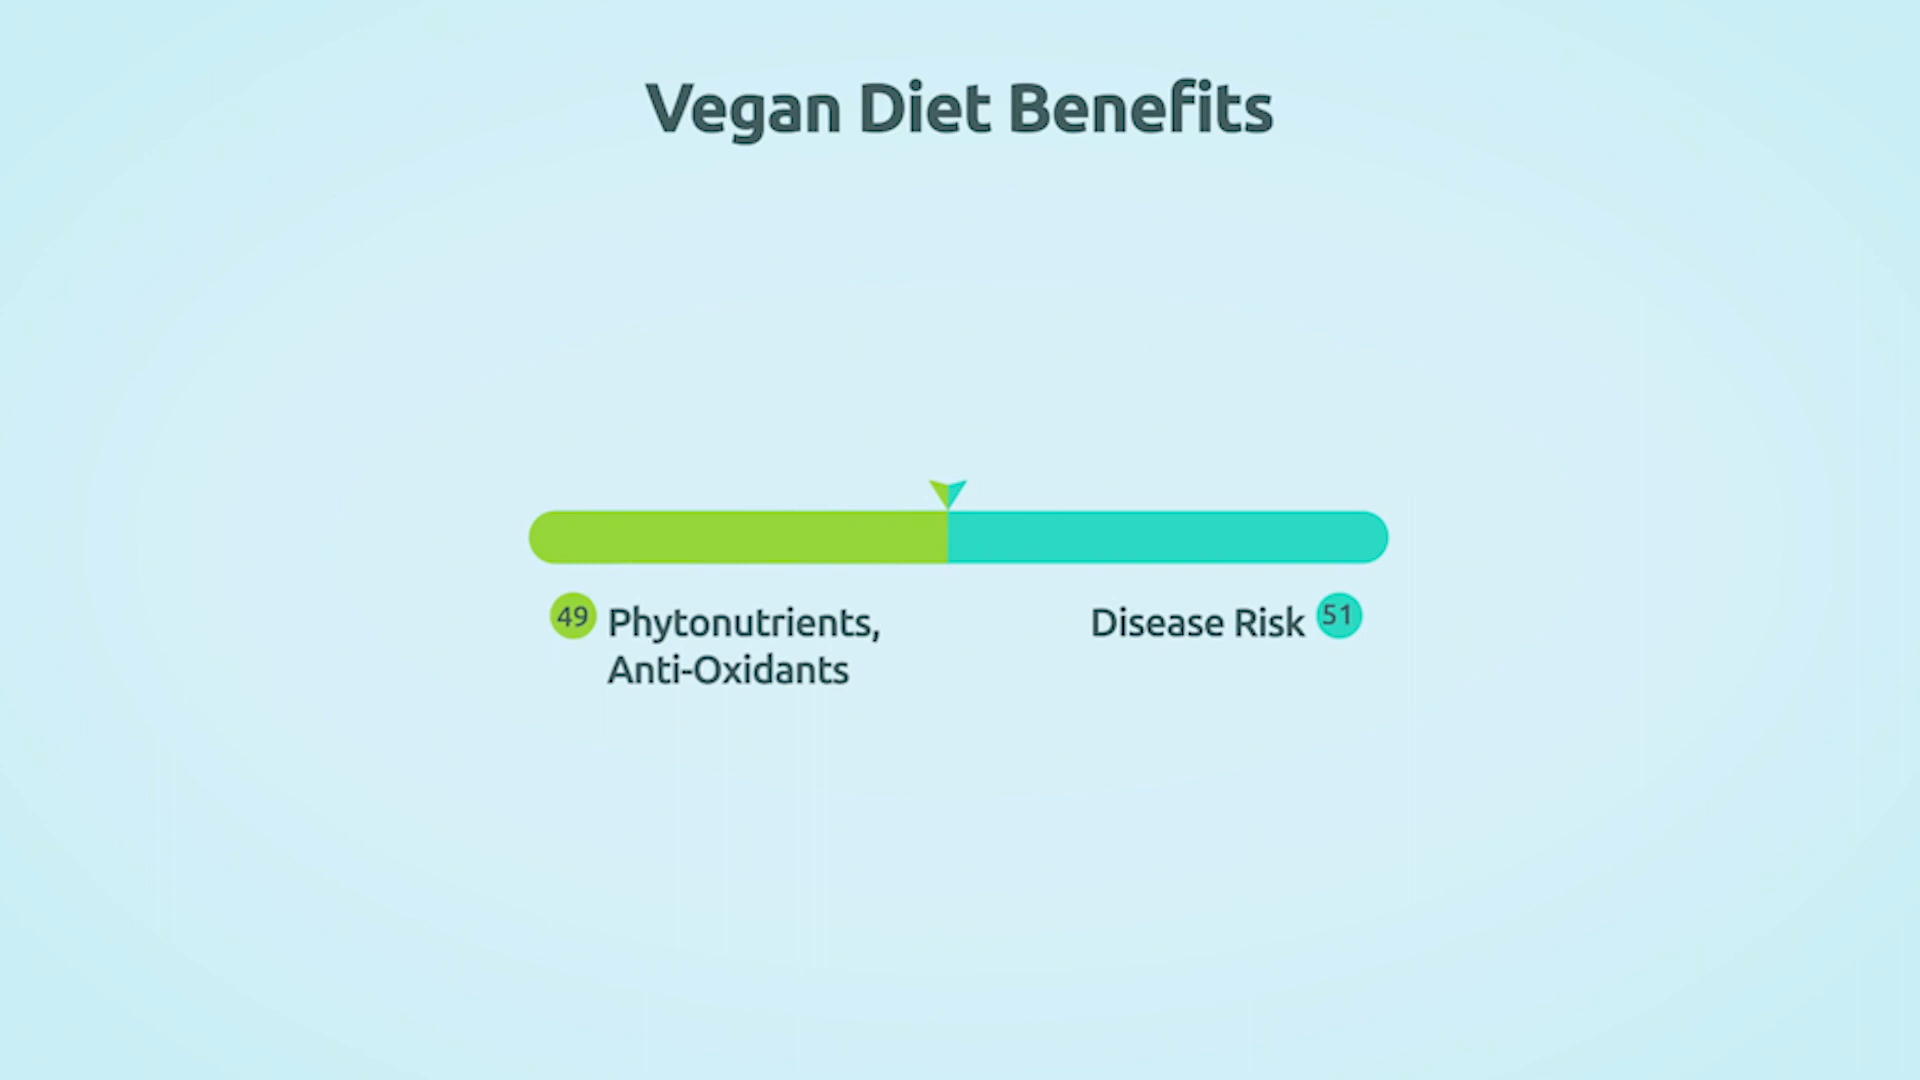 Vegan Diet Benefits
49 Phytonutrients,
Anti-Oxidants
Disease Risk 51